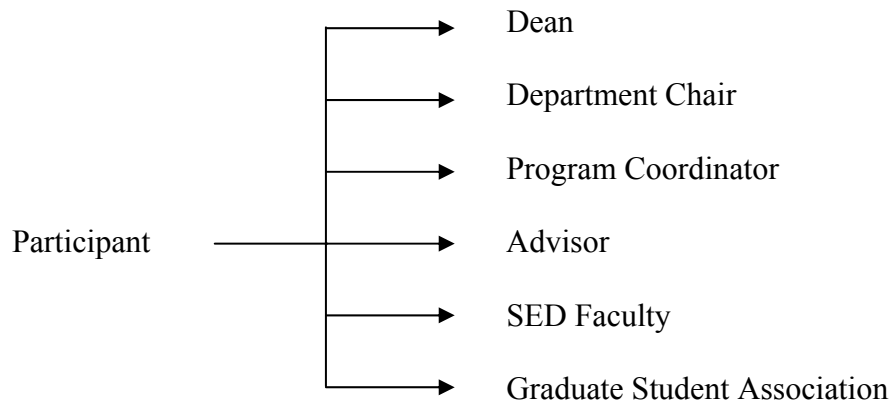 Dean
Department Chair
Program Coordinator
Participant
Advisor
SED Faculty
Graduate Student Association